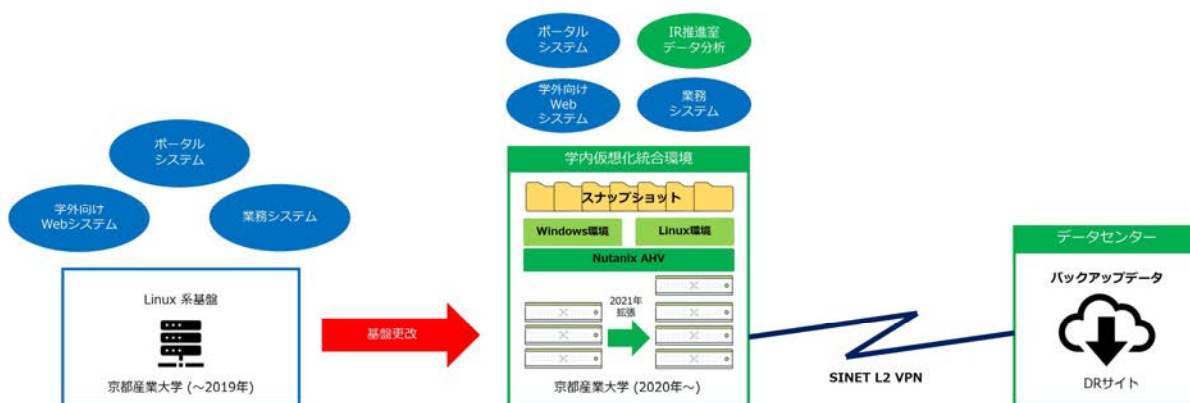 ポータル
システム
学外向け
Webシステム
業務システム
Linux 系基盤
京都産業大学 (～2019年)
基盤更改
ポータル
システム
IR推進室
データ分析
学外向け
Web
システム
業務
システム
学内仮想化統合環境
スナップショット
Windows環境
Linux環境
Nutanix AHV
2021年
拡張
京都産業大学 (2020年～)
SINET L2 VPN
データセンター
バックアップデータ
DRサイト